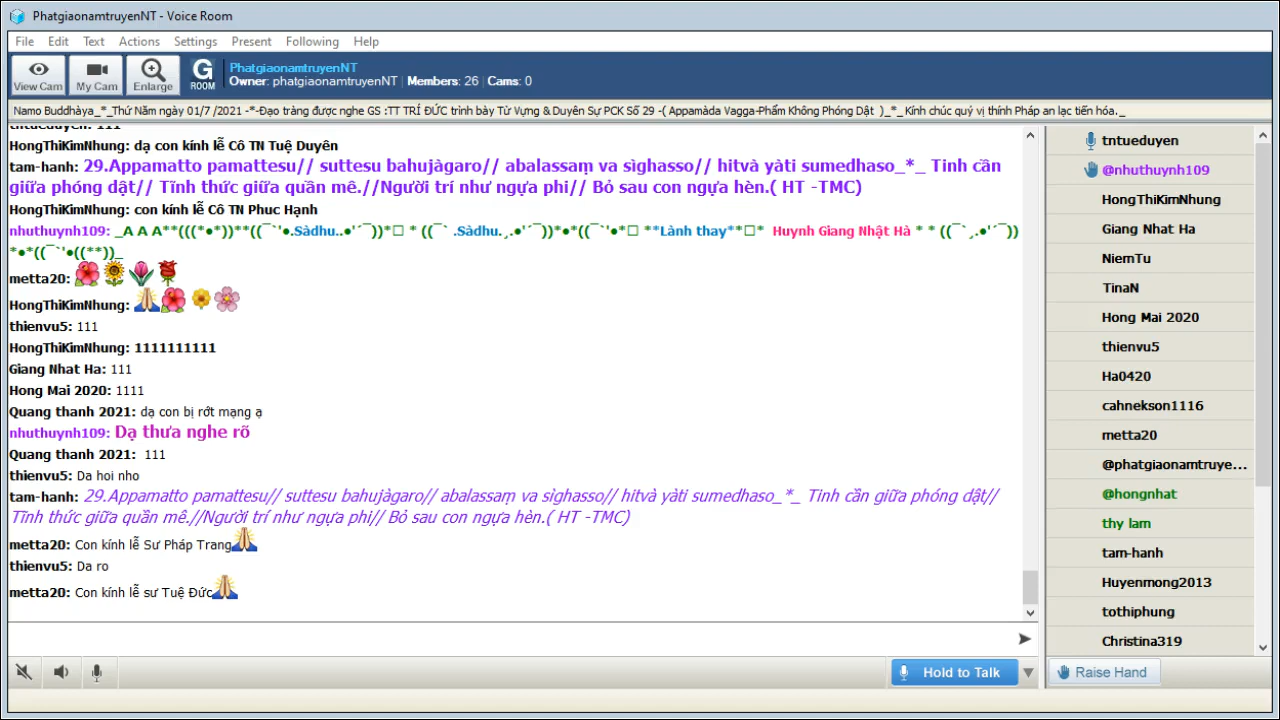 PhatgiaonamtruyenNT - Voice Room
File Edit Text Actions Settings Present Following Help
View Cam My Cam Enlarge G ROOM
PhatgiaonamtruyenNT
Owner: phatgiaonamtruyenNT Members: 26 Cams: 0
Namo Buddhàya_*_Thứ Năm ngày 01/7 /2021 -*-Đạo tràng được nghe GS :TT TRÍ ĐỨC trình bày Từ Vựng & Duyên Sự PCK Số 29 -( Appamàda Vagga-Phẩm Không Phóng Dật )_*_Kính chúc quý vị thính Pháp an lạc tiến hóa._
tntueduyen: 111
HongThiKimNhung: dạ con kính lễ Cô TN Tuệ Duyên
tam-hanh: 29.Appamatto pamattesu// suttesu bahujàgaro// abalassaṃ va sìghasso// hitvà yàti sumedhaso_*_ Tinh cần
giữa phóng dật// Tĩnh thức giữa quần mê.//Người trí như ngựa phi// Bỏ sau con ngựa hèn.( HT -TMC)
HongThiKimNhung: con kính lễ Cô TN Phuc Hạnh
nhuthuynh109: _A A A**(((*•*))**((¯`'•.Sàdhu..•'´¯))*□ * ((¯` .Sàdhu.¸.•'´¯))*•*((¯`'•*□ **Lành thay**□* Huynh Giang Nhật Hà * * ((¯`¸.•'´¯))
*•*((¯`'•((**))_
metta20:
HongThiKimNhung:
thienvu5: 111
HongThiKimNhung: 1111111111
Giang Nhat Ha: 111
Hong Mai 2020: 1111
Quang thanh 2021: dạ con bị rớt mạng ạ
nhuthuynh109: Dạ thưa nghe rõ
Quang thanh 2021: 111
thienvu5: Da hoi nho
tam-hanh: 29.Appamatto pamattesu// suttesu bahujàgaro// abalassaṃ va sìghasso// hitvà yàti sumedhaso_*_ Tinh cần giữa phóng dật//
Tĩnh thức giữa quần mê.//Người trí như ngựa phi// Bỏ sau con ngựa hèn.( HT -TMC)
metta20: Con kính lễ Sư Pháp Trang
thienvu5: Da ro
metta20: Con kính lễ sư Tuệ Đức
tntueduyen
@nhuthuynh109
HongThiKimNhung
Giang Nhat Ha
NiemTu
TinaN
Hong Mai 2020
thienvu5
Ha0420
cahnekson1116
metta20
@phatgiaonamtruye...
@hongnhat
thy lam
tam-hanh
Huyenmong2013
tothiphung
Christina319
Hold to Talk
Raise Hand